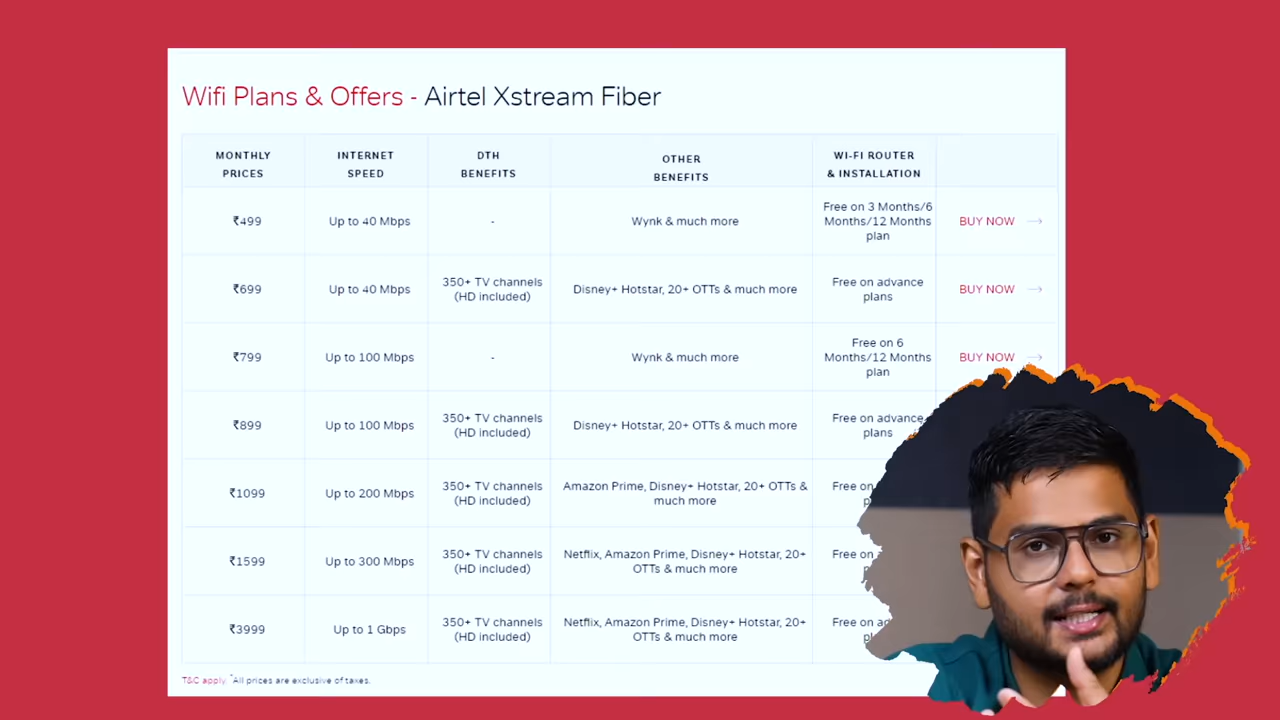 Wifi Plans & Offers - Airtel Xstream Fiber
MONTHLY PRICES INTERNET SPEED DTH BENEFITS OTHER BENEFITS WI-FI ROUTER & INSTALLATION
₹499 Up to 40 Mbps - Wynk & much more Free on 3 Months/6 Months/12 Months plan BUY NOW →
₹699 Up to 40 Mbps 350+ TV channels (HD included) Disney+ Hotstar, 20+ OTTs & much more Free on advance plans BUY NOW →
₹799 Up to 100 Mbps - Wynk & much more Free on 6 Months/12 Months plan BUY NOW →
₹899 Up to 100 Mbps 350+ TV channels (HD included) Disney+ Hotstar, 20+ OTTs & much more Free on advance plans
₹1099 Up to 200 Mbps 350+ TV channels (HD included) Amazon Prime, Disney+ Hotstar, 20+ OTTs & much more Free on
₹1599 Up to 300 Mbps 350+ TV channels (HD included) Netflix, Amazon Prime, Disney+ Hotstar, 20+ OTTs & much more Free on
₹3999 Up to 1 Gbps 350+ TV channels (HD included) Netflix, Amazon Prime, Disney+ Hotstar, 20+ OTTs & much more Free on
T&C apply. *All prices are exclusive of taxes.